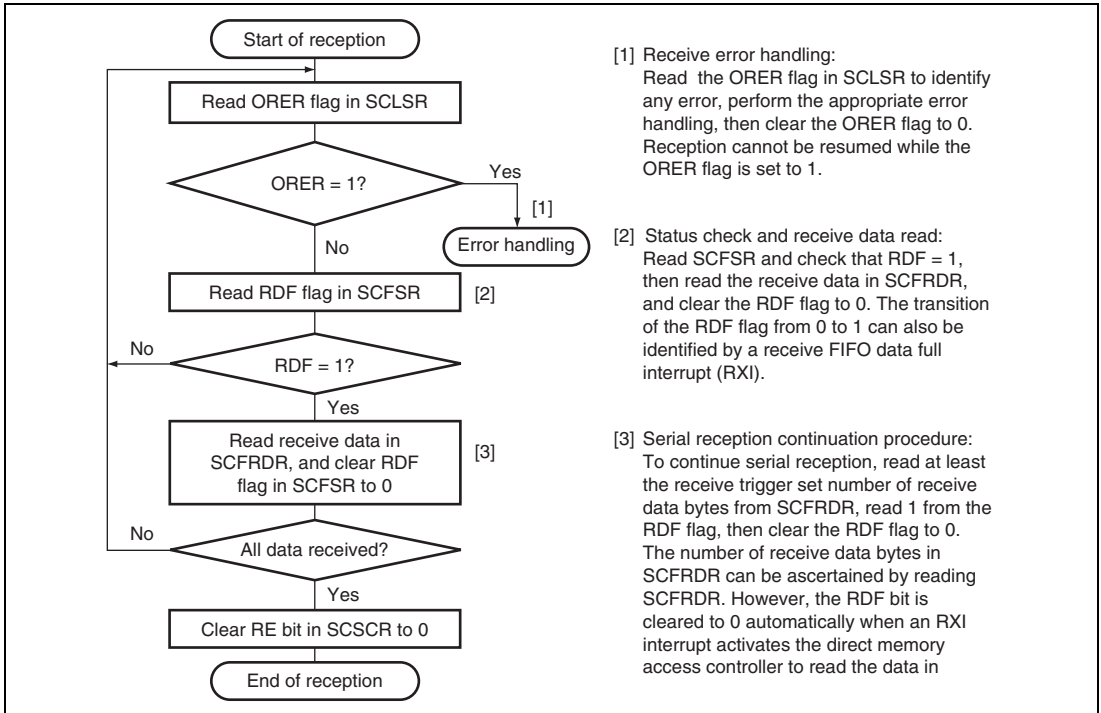 Start of reception
Read ORER flag in SCLSR
ORER = 1?
Yes
[1]
Error handling
No
Read RDF flag in SCFSR
[2]
No
RDF = 1?
Yes
Read receive data in
SCFRDR, and clear RDF
flag in SCFSR to 0
[3]
No
All data received?
Yes
Clear RE bit in SCSCR to 0
End of reception
[1] Receive error handling:
Read the ORER flag in SCLSR to identify
any error, perform the appropriate error
handling, then clear the ORER flag to 0.
Reception cannot be resumed while the
ORER flag is set to 1.
[2] Status check and receive data read:
Read SCFSR and check that RDF = 1,
then read the receive data in SCFRDR,
and clear the RDF flag to 0. The transition
of the RDF flag from 0 to 1 can also be
identified by a receive FIFO data full
interrupt (RXI).
[3] Serial reception continuation procedure:
To continue serial reception, read at least
the receive trigger set number of receive
data bytes from SCFRDR, read 1 from the
RDF flag, then clear the RDF flag to 0.
The number of receive data bytes in
SCFRDR can be ascertained by reading
SCFRDR. However, the RDF bit is
cleared to 0 automatically when an RXI
interrupt activates the direct memory
access controller to read the data in